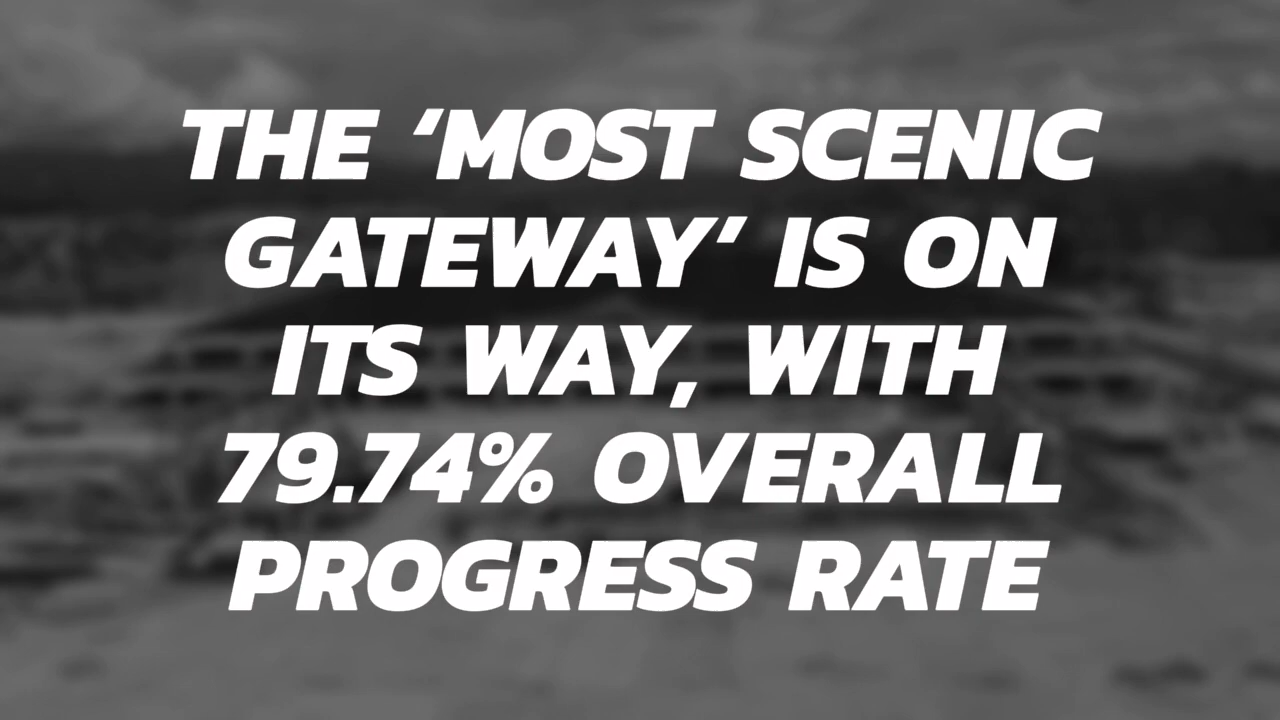 THE ‘MOST SCENIC
GATEWAY’ IS ON
ITS WAY, WITH
79.74% OVERALL
PROGRESS RATE